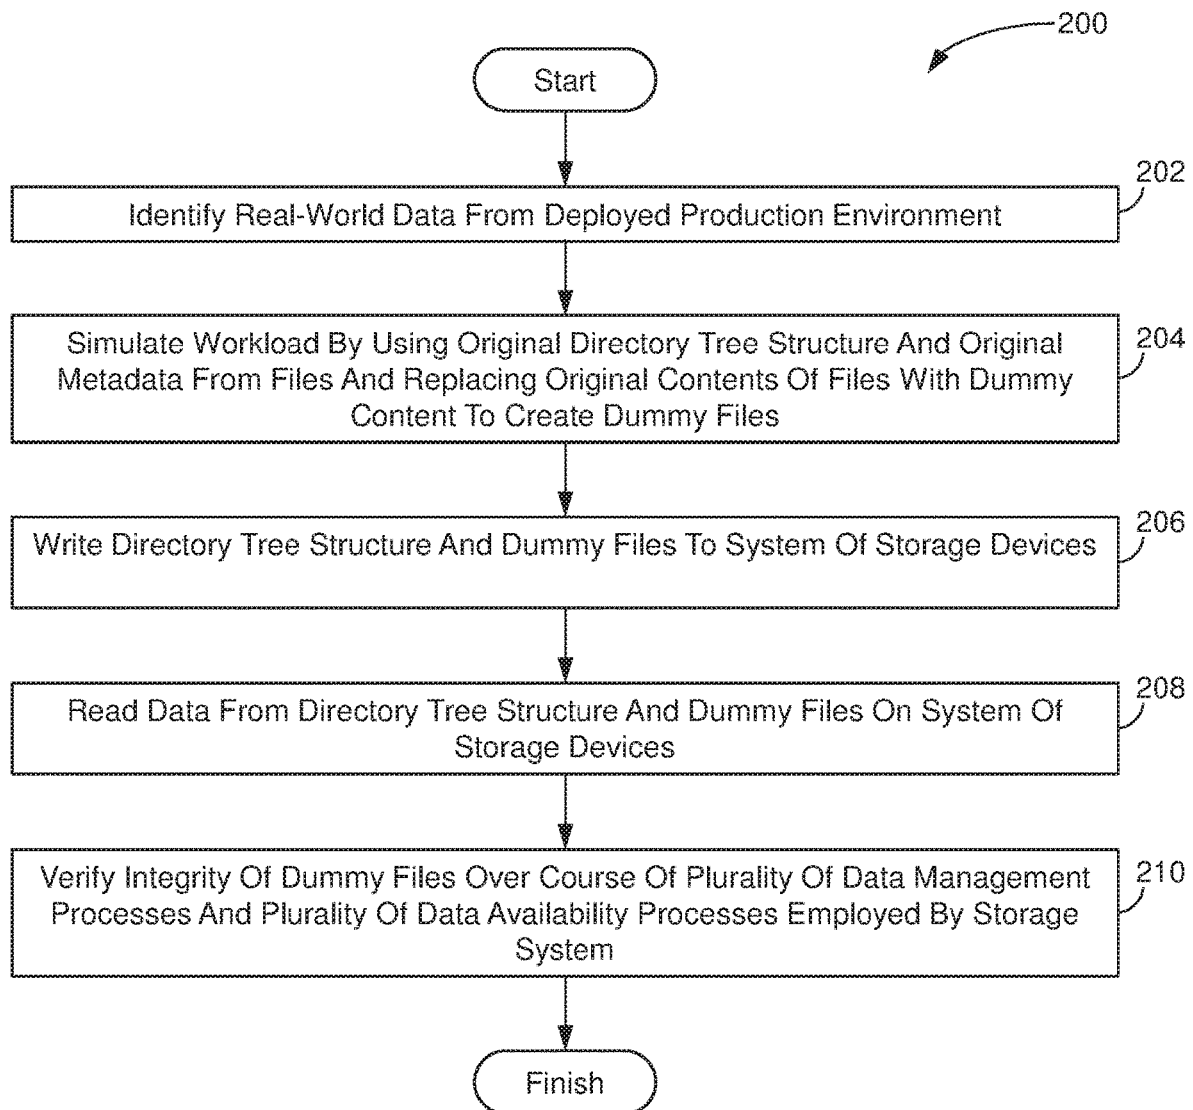 200
Start
202
Identify Real-World Data From Deployed Production Environment
204
Simulate Workload By Using Original Directory Tree Structure And Original
Metadata From Files And Replacing Original Contents Of Files With Dummy
Content To Create Dummy Files
206
Write Directory Tree Structure And Dummy Files To System Of Storage Devices
208
Read Data From Directory Tree Structure And Dummy Files On System Of
Storage Devices
210
Verify Integrity Of Dummy Files Over Course Of Plurality Of Data Management
Processes And Plurality Of Data Availability Processes Employed By Storage
System
Finish